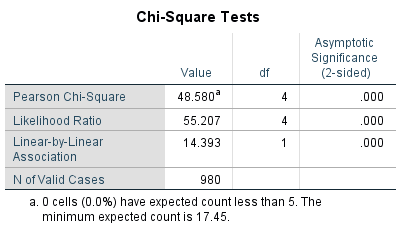 Chi-Square Tests
Value df Asymptotic Significance (2-sided)
Pearson Chi-Square 48.580a 4 .000
Likelihood Ratio 55.207 4 .000
Linear-by-Linear Association 14.393 1 .000
N of Valid Cases 980
a. 0 cells (0.0%) have expected count less than 5. The
minimum expected count is 17.45.